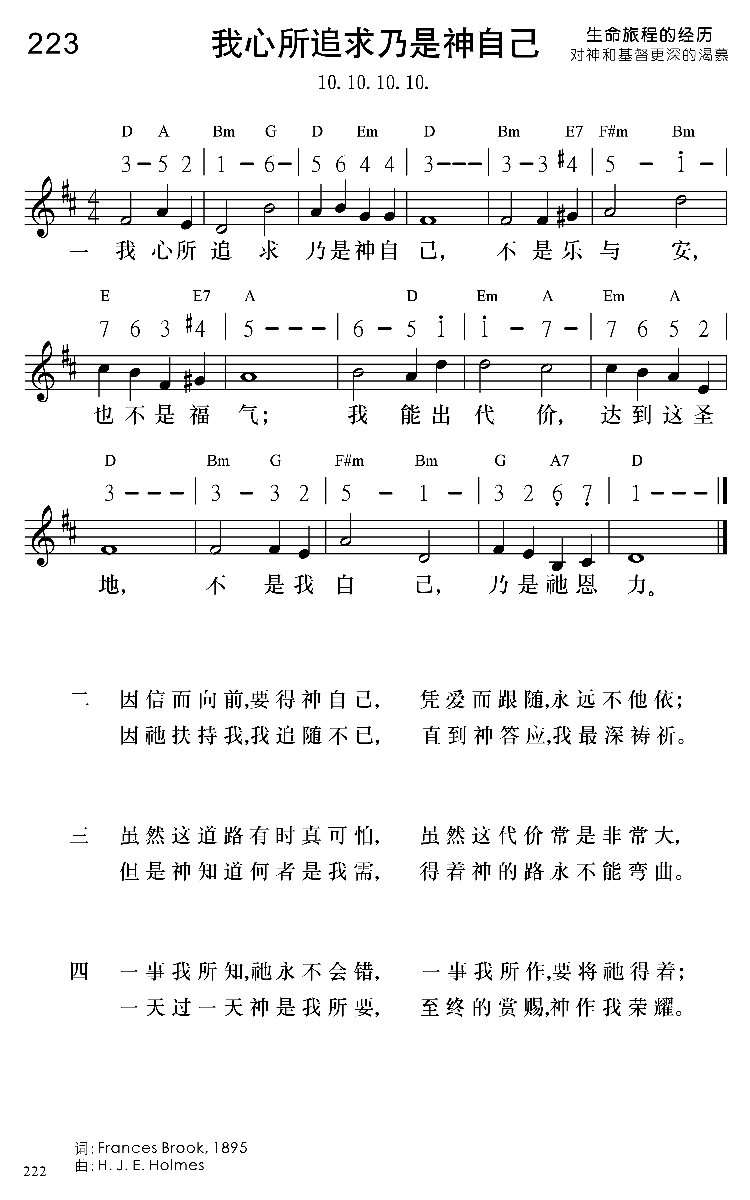 223 我心所追求乃是神自己 生命旅程的经历
对神和基督更深的渴慕
10. 10. 10. 10.
D A Bm G D Em D Bm E7 F#m Bm
3 – 5 2 | 1 – 6 – | 5 6 4 4 | 3 – – – | 3 – 3 #4 | 5 – i – |
4
4
一 我 心所 追 求 乃是神自 己, 不 是 乐 与 安,
E E7 A D Em A Em A
7 6 3 #4 | 5 – – – | 6 – 5 i | i – 7 – | 7 6 5 2 |
也 不 是 福 气; 我 能 出 代 价, 达 到 这 圣
D Bm G F#m Bm G A7 D
3 – – – | 3 – 3 2 | 5 – 1 – | 3 2 6̣ 7̣ | 1 – – – ‖
地, 不 是 我 自 己, 乃 是 祂 恩 力。
二 因信而向前,要得神自己, 凭爱而跟随,永远不他依;
因祂扶持我,我追随不已, 直到神答应,我最深祷祈。
三 虽然这道路有时真可怕, 虽然这代价常是非常大,
但是神知道何者是我需, 得着神的路永不能弯曲。
四 一事我所知,祂永不会错, 一事我所作,要将祂得着;
一天过一天神是我所要, 至终的赏赐,神作我荣耀。
词: Frances Brook, 1895
曲: H. J. E. Holmes
222